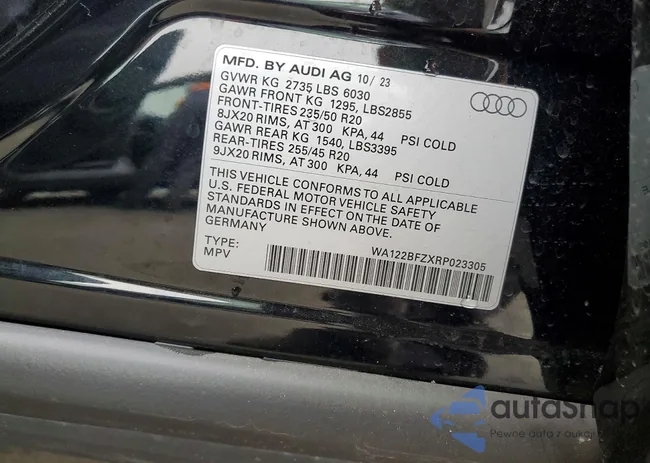 MFD. BY AUDI AG 10/ 23
GVWR KG 2735 LBS 6030
GAWR FRONT KG 1295, LBS2855
FRONT-TIRES 235/50 R20
8JX20 RIMS, AT 300 KPA, 44 PSI COLD
GAWR REAR KG 1540, LBS3395
REAR-TIRES 255/45 R20
9JX20 RIMS, AT 300 KPA, 44 PSI COLD
THIS VEHICLE CONFORMS TO ALL APPLICABLE
U.S. FEDERAL MOTOR VEHICLE SAFETY
STANDARDS IN EFFECT ON THE DATE OF
MANUFACTURE SHOWN ABOVE.
GERMANY
TYPE: WA122BFZXRP023305
MPV
autaSnap
Pewne auta z aukcji